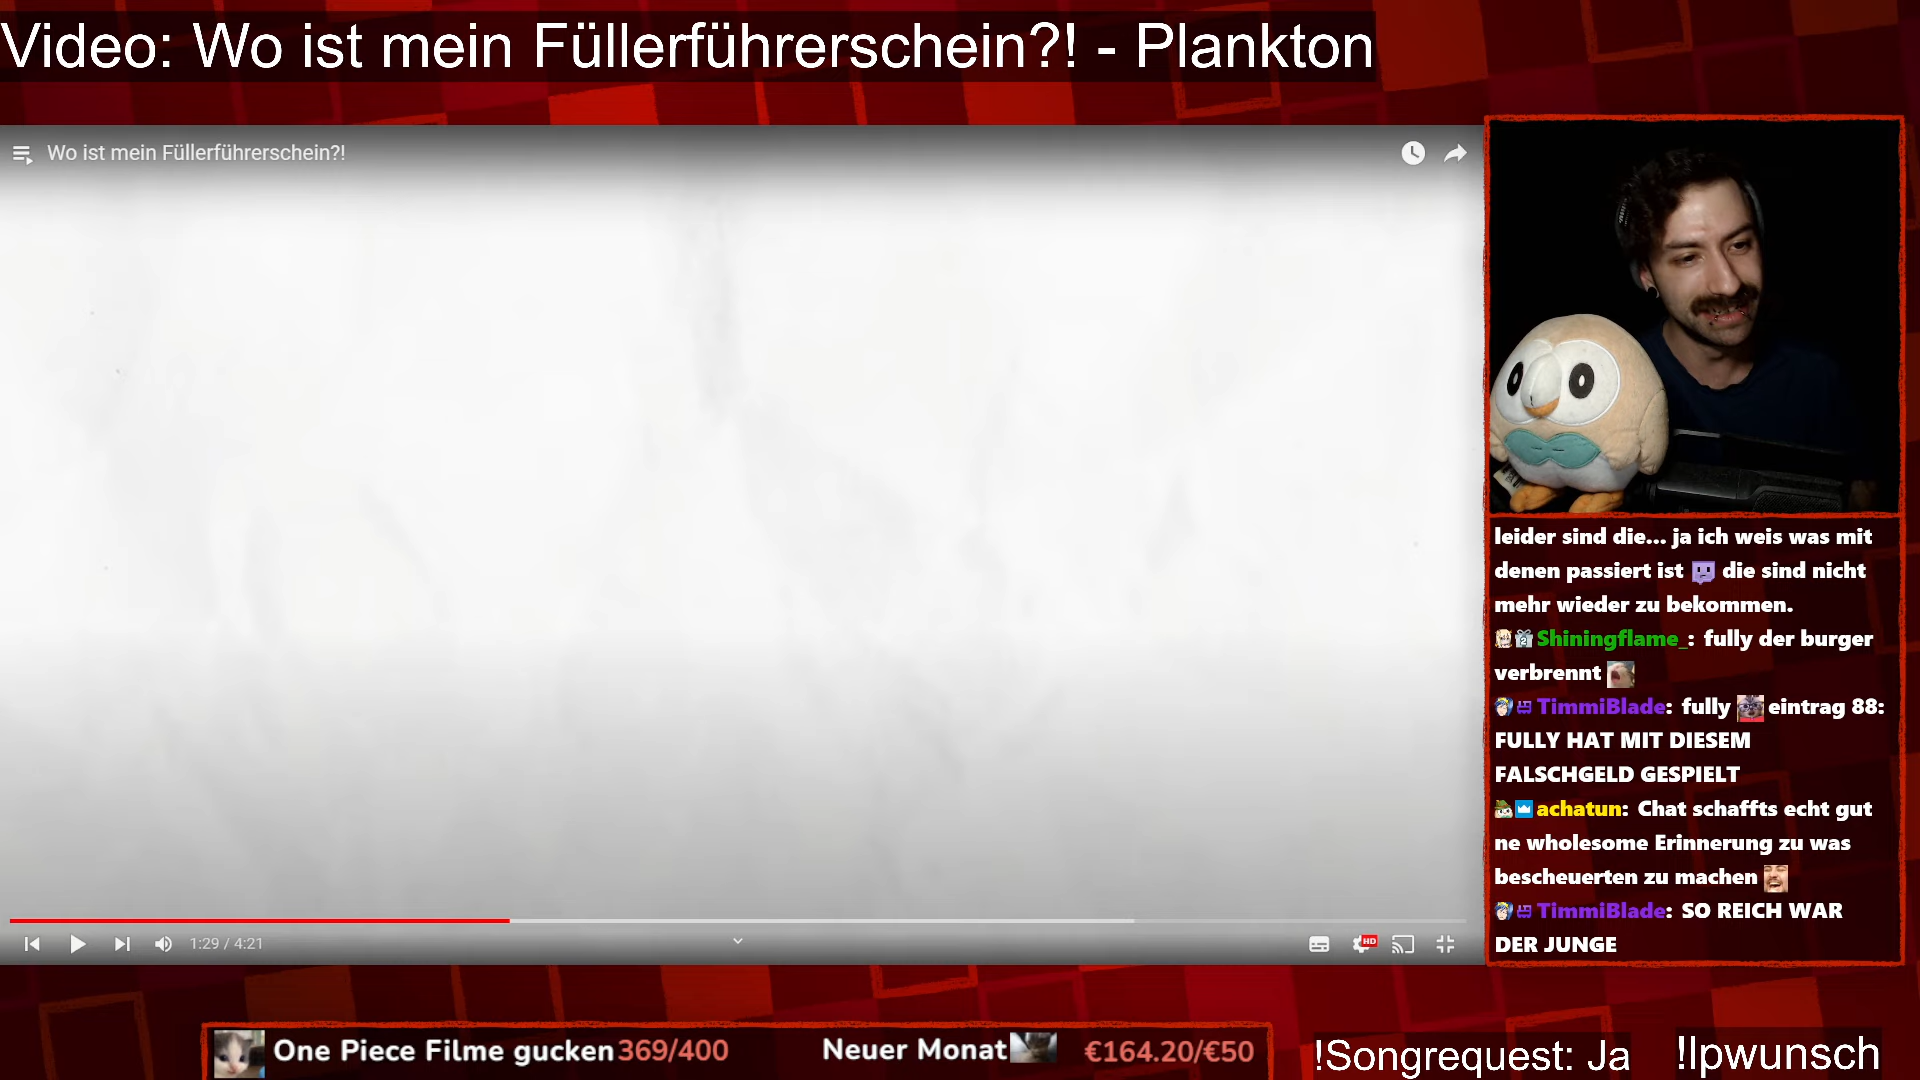 Video: Wo ist mein Füllerführerschein?! - Plankton
Wo ist mein Füllerführerschein?!
leider sind die... ja ich weis was mit
denen passiert ist die sind nicht
mehr wieder zu bekommen.
Shiningflame_: fully der burger
verbrennt
TimmiBlade: fully eintrag 88:
FULLY HAT MIT DIESEM
FALSCHGELD GESPIELT
achatun: Chat schaffts echt gut
ne wholesome Erinnerung zu was
bescheuerten zu machen
TimmiBlade: SO REICH WAR
DER JUNGE
1:29 / 4:21
HD
One Piece Filme gucken 369/400
Neuer Monat €164.20/€50
!Songrequest: Ja
!lpwunsch